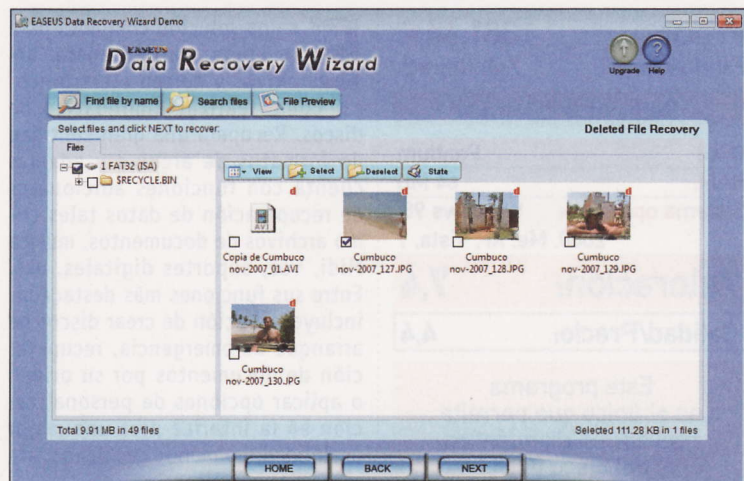 EASEUS Data Recovery Wizard Demo
EASEUS
Data Recovery Wizard
Upgrade Help
Find file by name Search files File Preview
Select files and click NEXT to recover: Deleted File Recovery
Files
1 FAT32 (ISA)
$RECYCLE.BIN
View Select Deselect State
AVI
Copia de Cumbuco
nov-2007_01.AVI
Cumbuco
nov-2007_127.JPG
Cumbuco
nov-2007_128.JPG
Cumbuco
nov-2007_129.JPG
Cumbuco
nov-2007_130.JPG
Total 9.91 MB in 49 files Selected 111.28 KB in 1 files
HOME BACK NEXT